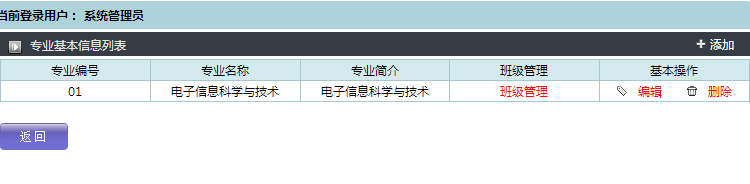 当前登录用户： 系统管理员
专业基本信息列表 添加
专业编号 专业名称 专业简介 班级管理 基本操作
01 电子信息科学与技术 电子信息科学与技术 班级管理 编辑 删除
返回